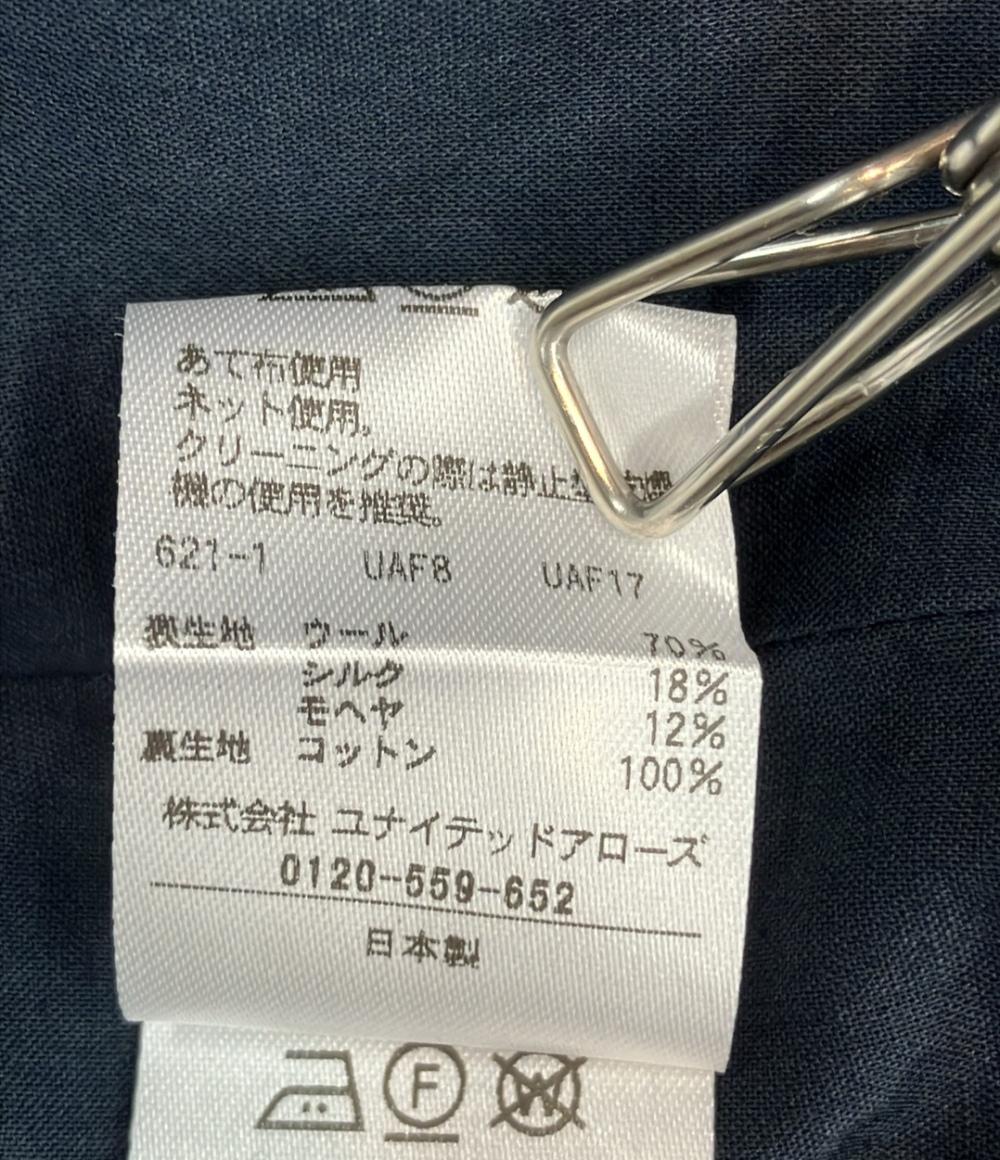 あて布使用
ネット使用。
クリーニングの際は静止型
機の使用を推奨。
621-1 UAF8 UAF17
表生地 ウール 70%
シルク 18%
モヘヤ 12%
裏生地 コットン 100%
株式会社 ユナイテッドアローズ
0120-559-652
日本製
F W